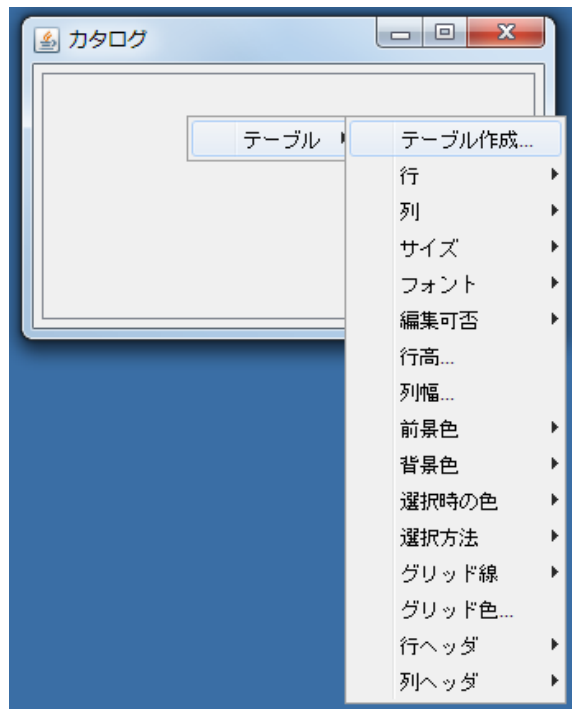 カタログ
テーブル
テーブル作成...
行
列
サイズ
フォント
編集可否
行高...
列幅...
前景色
背景色
選択時の色
選択方法
グリッド線
グリッド色...
行ヘッダ
列ヘッダ